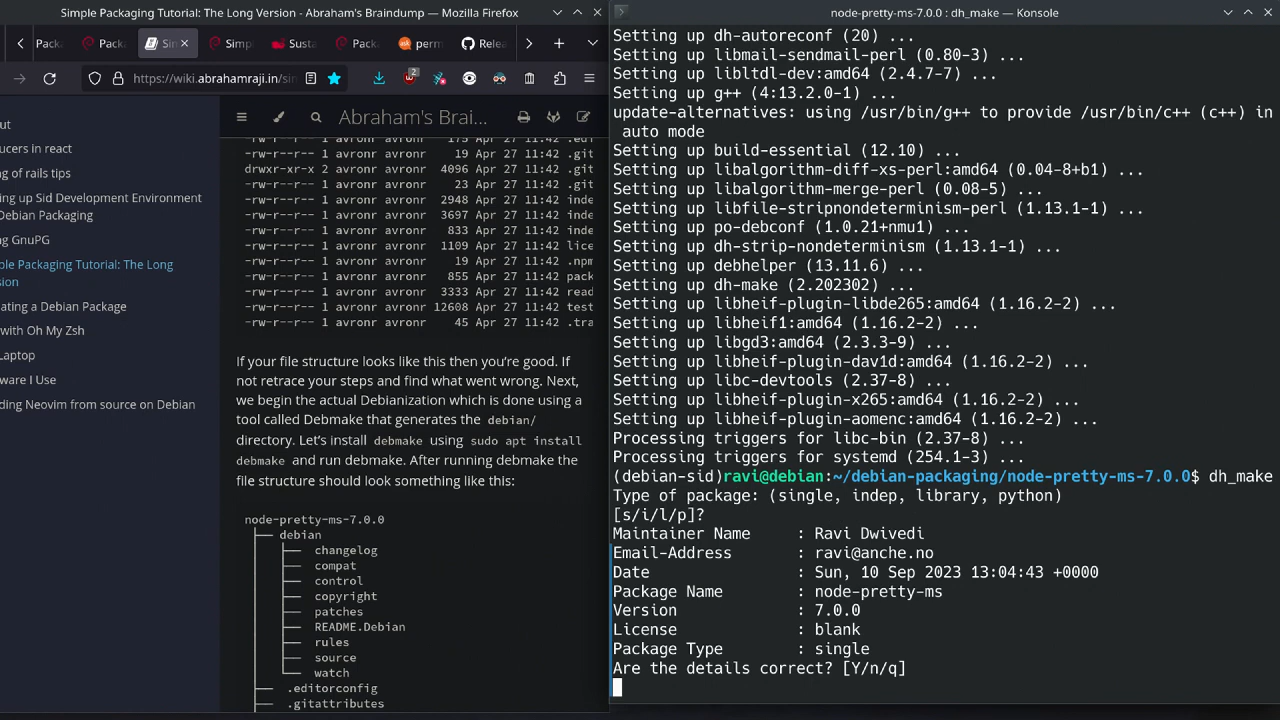 Simple Packaging Tutorial: The Long Version - Abraham's Braindump — Mozilla Firefox
Packa
Packa
Sim
Simpl
Susta
Packa
perm
Relea
https://wiki.abrahamraji.in/sim
2
ut
ucers in react
ng of rails tips
ing up Sid Development Environment
Debian Packaging
ng GnuPG
ple Packaging Tutorial: The Long
sion
ating a Debian Package
with Oh My Zsh
Laptop
ware I Use
ding Neovim from source on Debian
Abraham's Brai...
-rw-r--r-- 1 avronr avronr 175 Apr 27 11:42 .edi
-rw-r--r-- 1 avronr avronr 19 Apr 27 11:42 .git
drwxr-xr-x 2 avronr avronr 4096 Apr 27 11:42 .git
-rw-r--r-- 1 avronr avronr 23 Apr 27 11:42 .git
-rw-r--r-- 1 avronr avronr 2948 Apr 27 11:42 inde
-rw-r--r-- 1 avronr avronr 3697 Apr 27 11:42 inde
-rw-r--r-- 1 avronr avronr 833 Apr 27 11:42 inde
-rw-r--r-- 1 avronr avronr 1109 Apr 27 11:42 lice
-rw-r--r-- 1 avronr avronr 19 Apr 27 11:42 .npm
-rw-r--r-- 1 avronr avronr 855 Apr 27 11:42 pack
-rw-r--r-- 1 avronr avronr 3333 Apr 27 11:42 read
-rw-r--r-- 1 avronr avronr 12608 Apr 27 11:42 test
-rw-r--r-- 1 avronr avronr 45 Apr 27 11:42 .tra
If your file structure looks like this then you’re good. If
not retrace your steps and find what went wrong. Next,
we begin the actual Debianization which is done using a
tool called Debmake that generates the debian/
directory. Let’s install debmake using sudo apt install
debmake and run debmake. After running debmake the
file structure should look something like this:
node-pretty-ms-7.0.0
├── debian
│ ├── changelog
│ ├── compat
│ ├── control
│ ├── copyright
│ ├── patches
│ ├── README.Debian
│ ├── rules
│ ├── source
│ └── watch
├── .editorconfig
├── .gitattributes
node-pretty-ms-7.0.0 : dh_make — Konsole
Setting up dh-autoreconf (20) ...
Setting up libmail-sendmail-perl (0.80-3) ...
Setting up libltdl-dev:amd64 (2.4.7-7) ...
Setting up g++ (4:13.2.0-1) ...
update-alternatives: using /usr/bin/g++ to provide /usr/bin/c++ (c++) in
auto mode
Setting up build-essential (12.10) ...
Setting up libalgorithm-diff-xs-perl:amd64 (0.04-8+b1) ...
Setting up libalgorithm-merge-perl (0.08-5) ...
Setting up libfile-stripnondeterminism-perl (1.13.1-1) ...
Setting up po-debconf (1.0.21+nmu1) ...
Setting up dh-strip-nondeterminism (1.13.1-1) ...
Setting up debhelper (13.11.6) ...
Setting up dh-make (2.202302) ...
Setting up libheif-plugin-libde265:amd64 (1.16.2-2) ...
Setting up libheif1:amd64 (1.16.2-2) ...
Setting up libgd3:amd64 (2.3.3-9) ...
Setting up libheif-plugin-dav1d:amd64 (1.16.2-2) ...
Setting up libc-devtools (2.37-8) ...
Setting up libheif-plugin-x265:amd64 (1.16.2-2) ...
Setting up libheif-plugin-aomenc:amd64 (1.16.2-2) ...
Processing triggers for libc-bin (2.37-8) ...
Processing triggers for systemd (254.1-3) ...
(debian-sid)ravi@debian:~/debian-packaging/node-pretty-ms-7.0.0$ dh_make
Type of package: (single, indep, library, python)
[s/i/l/p]?
Maintainer Name : Ravi Dwivedi
Email-Address : ravi@anche.no
Date : Sun, 10 Sep 2023 13:04:43 +0000
Package Name : node-pretty-ms
Version : 7.0.0
License : blank
Package Type : single
Are the details correct? [Y/n/q]